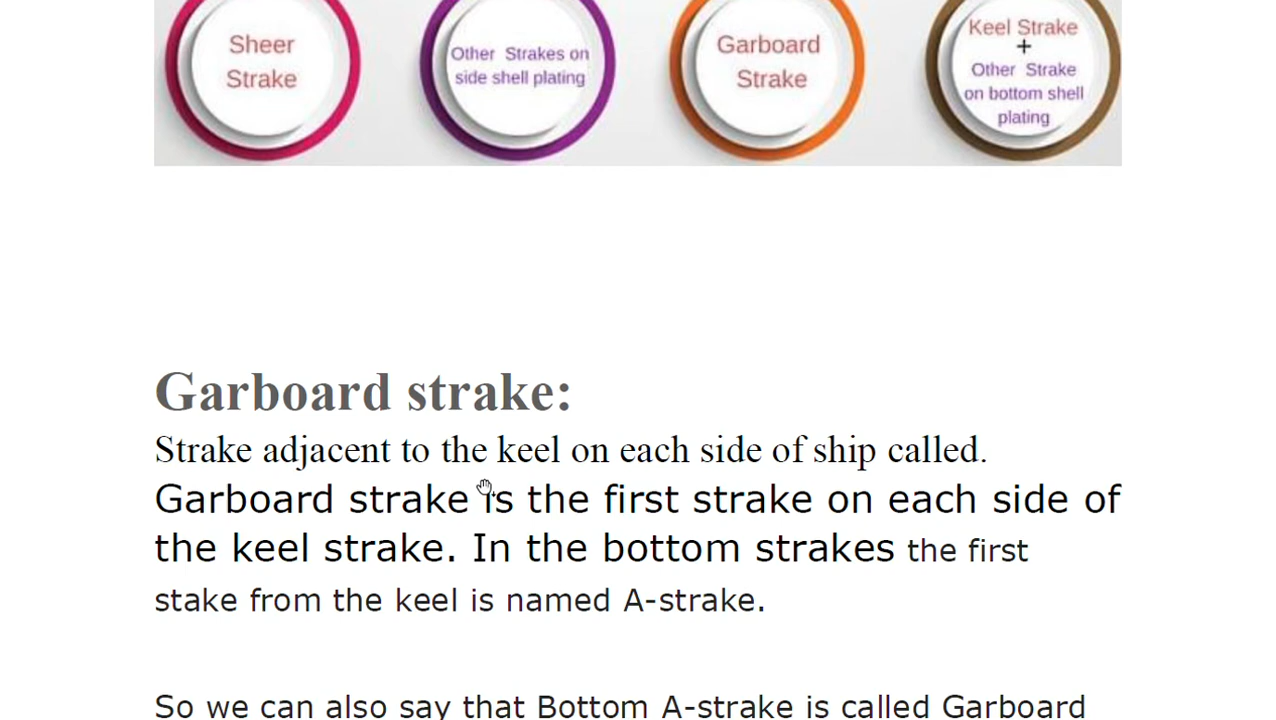 Sheer
Strake
Other Strakes on
side shell plating
Garboard
Strake
Keel Strake
+
Other Strake
on bottom shell
plating
Garboard strake:
Strake adjacent to the keel on each side of ship called.
Garboard strake is the first strake on each side of
the keel strake. In the bottom strakes the first
stake from the keel is named A-strake.
So we can also say that Bottom A-strake is called Garboard